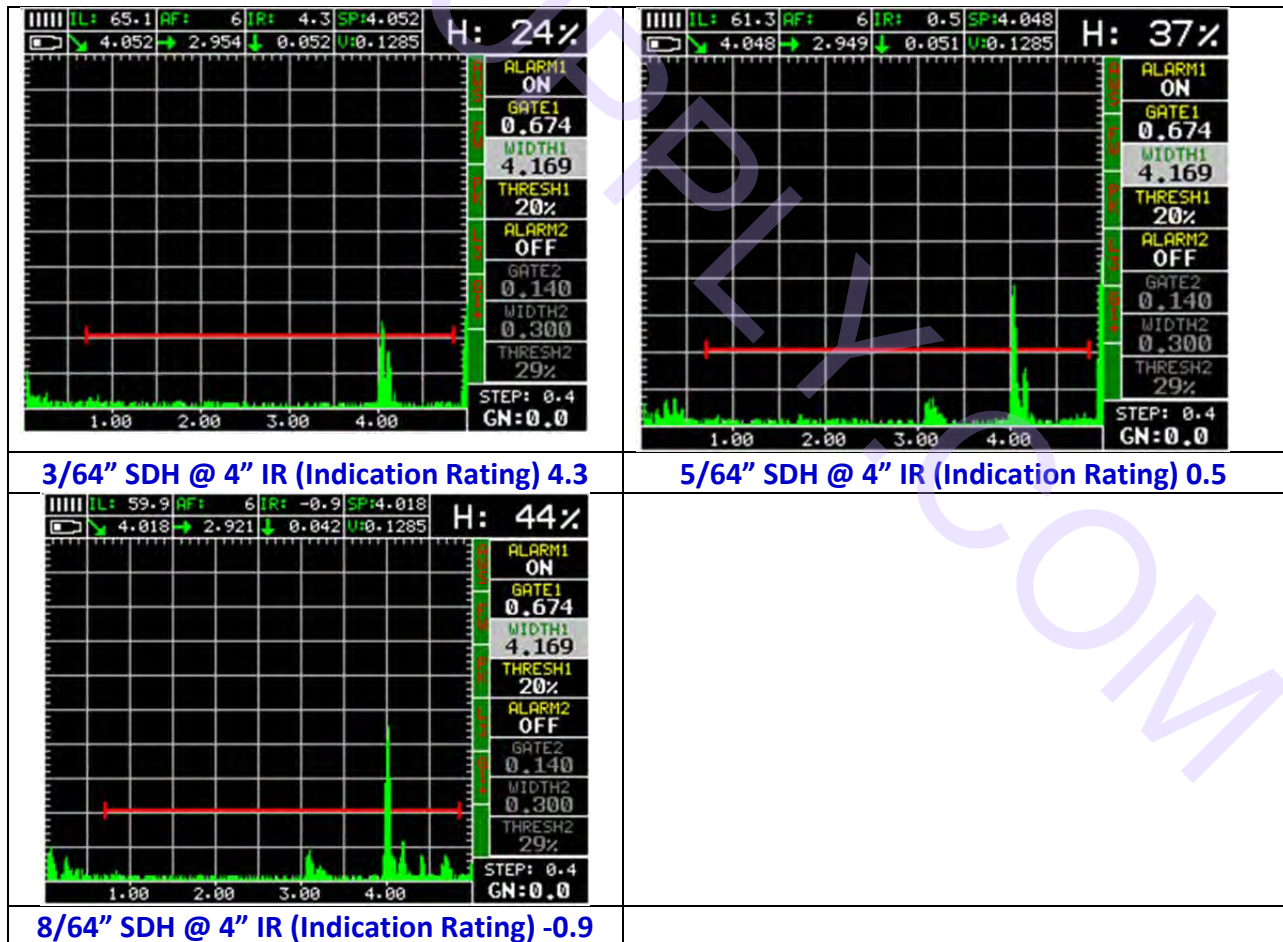 IL: 65.1 AF: 6 IR: 4.3 SP:4.052
4.052 2.954 0.052 V:0.1285
H: 24%
ALARM1
ON
GATE1
0.674
WIDTH1
4.169
THRESH1
20%
ALARM2
OFF
GATE2
0.140
WIDTH2
0.300
THRESH2
29%
STEP: 0.4
GN:0.0
1.00 2.00 3.00 4.00
3/64” SDH @ 4” IR (Indication Rating) 4.3
IL: 61.3 AF: 6 IR: 0.5 SP:4.048
4.048 2.949 0.051 V:0.1285
H: 37%
ALARM1
ON
GATE1
0.674
WIDTH1
4.169
THRESH1
20%
ALARM2
OFF
GATE2
0.140
WIDTH2
0.300
THRESH2
29%
STEP: 0.4
GN:0.0
1.00 2.00 3.00 4.00
5/64” SDH @ 4” IR (Indication Rating) 0.5
IL: 59.9 AF: 6 IR: -0.9 SP:4.018
4.018 2.921 0.042 V:0.1285
H: 44%
ALARM1
ON
GATE1
0.674
WIDTH1
4.169
THRESH1
20%
ALARM2
OFF
GATE2
0.140
WIDTH2
0.300
THRESH2
29%
STEP: 0.4
GN:0.0
1.00 2.00 3.00 4.00
8/64” SDH @ 4” IR (Indication Rating) -0.9
UPPLY.COM